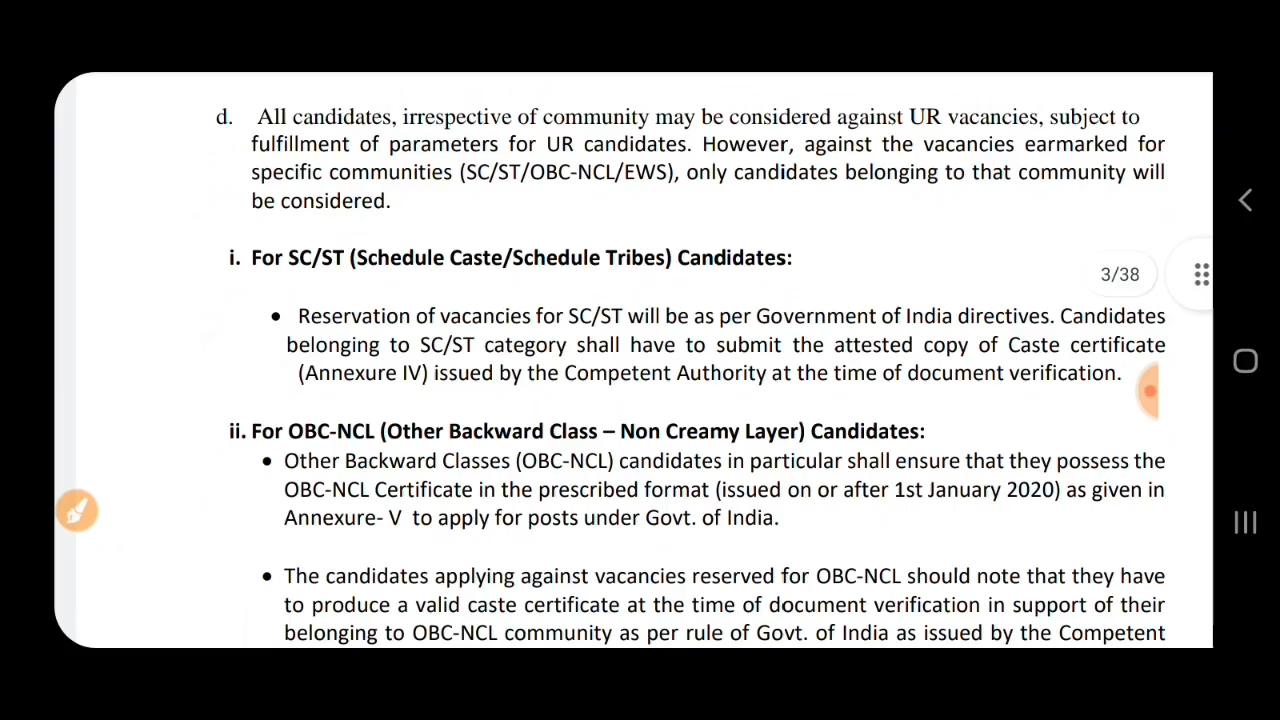 d. All candidates, irrespective of community may be considered against UR vacancies, subject to
fulfillment of parameters for UR candidates. However, against the vacancies earmarked for
specific communities (SC/ST/OBC-NCL/EWS), only candidates belonging to that community will
be considered.
i. For SC/ST (Schedule Caste/Schedule Tribes) Candidates:
3/38
• Reservation of vacancies for SC/ST will be as per Government of India directives. Candidates
belonging to SC/ST category shall have to submit the attested copy of Caste certificate
(Annexure IV) issued by the Competent Authority at the time of document verification.
ii. For OBC-NCL (Other Backward Class – Non Creamy Layer) Candidates:
• Other Backward Classes (OBC-NCL) candidates in particular shall ensure that they possess the
OBC-NCL Certificate in the prescribed format (issued on or after 1st January 2020) as given in
Annexure- V to apply for posts under Govt. of India.
• The candidates applying against vacancies reserved for OBC-NCL should note that they have
to produce a valid caste certificate at the time of document verification in support of their
belonging to OBC-NCL community as per rule of Govt. of India as issued by the Competent